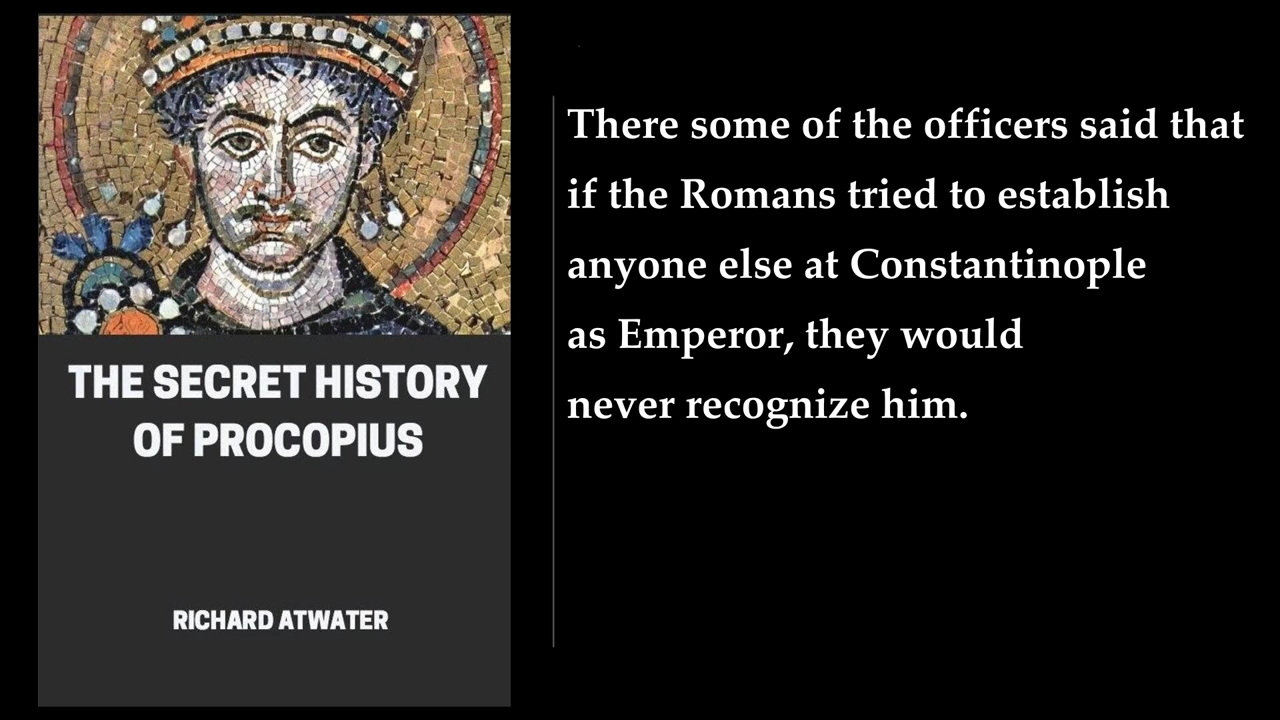 THE SECRET HISTORY
OF PROCOPIUS
RICHARD ATWATER
There some of the officers said that
if the Romans tried to establish
anyone else at Constantinople
as Emperor, they would
never recognize him.